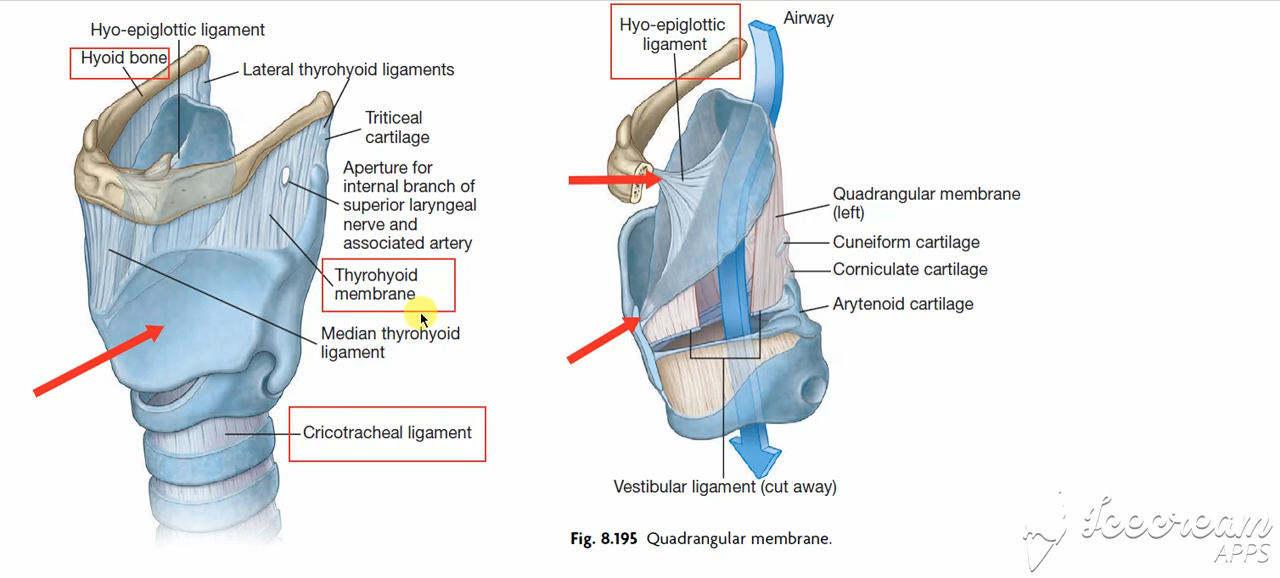 Hyo-epiglottic ligament
Hyoid bone
Lateral thyrohyoid ligaments
Triticeal
cartilage
Aperture for
internal branch of
superior laryngeal
nerve and
associated artery
Thyrohyoid
membrane
Median thyrohyoid
ligament
Cricotracheal ligament
Hyo-epiglottic
ligament
Airway
Quadrangular membrane
(left)
Cuneiform cartilage
Corniculate cartilage
Arytenoid cartilage
Vestibular ligament (cut away)
Fig. 8.195 Quadrangular membrane.
Icecream
APPS